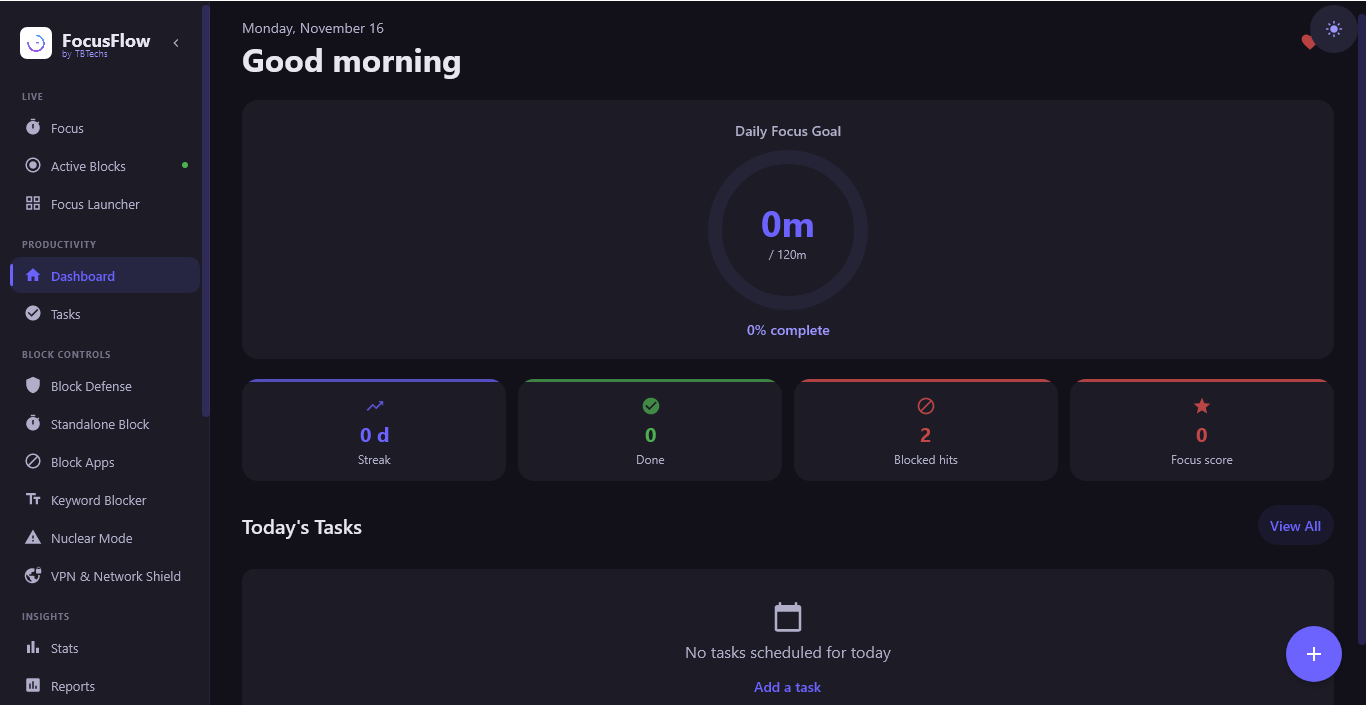 FocusFlow
by TBTechs
LIVE
Focus
Active Blocks
Focus Launcher
PRODUCTIVITY
Dashboard
Tasks
BLOCK CONTROLS
Block Defense
Standalone Block
Block Apps
Keyword Blocker
Nuclear Mode
VPN & Network Shield
INSIGHTS
Stats
Reports
Monday, November 16
Good morning
Daily Focus Goal
0m
/ 120m
0% complete
0 d
Streak
0
Done
2
Blocked hits
0
Focus score
Today's Tasks
View All
No tasks scheduled for today
Add a task